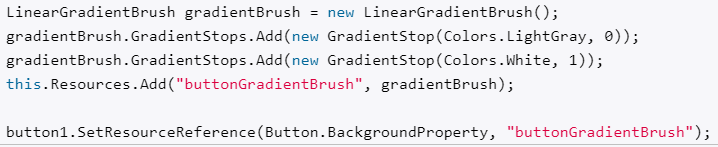 LinearGradientBrush gradientBrush = new LinearGradientBrush();
gradientBrush.GradientStops.Add(new GradientStop(Colors.LightGray, 0));
gradientBrush.GradientStops.Add(new GradientStop(Colors.White, 1));
this.Resources.Add("buttonGradientBrush", gradientBrush);
button1.SetResourceReference(Button.BackgroundProperty, "buttonGradientBrush");